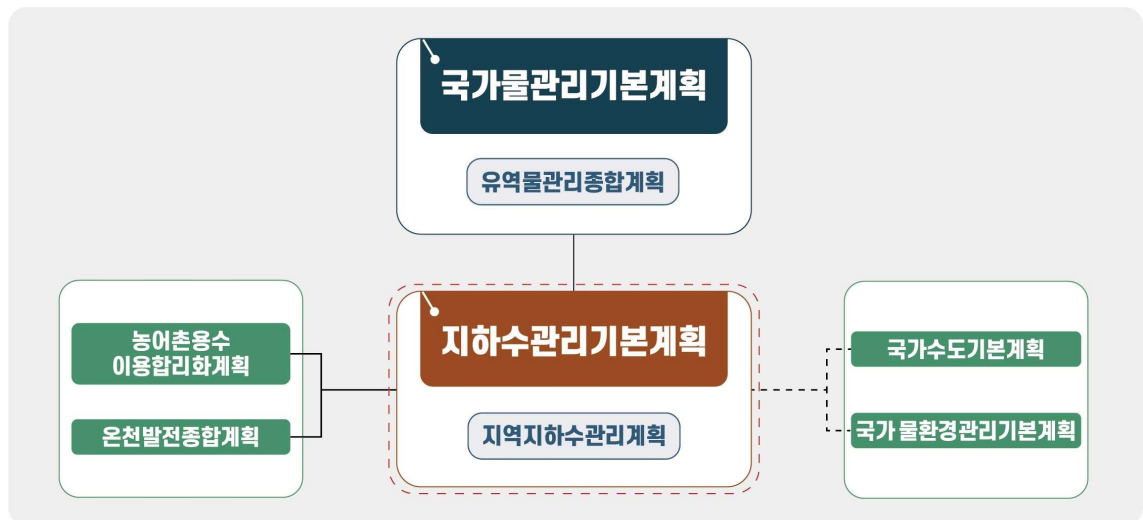 국가물관리기본계획
유역물관리종합계획
농어촌용수
이용합리화계획
온천발전종합계획
지하수관리기본계획
지역지하수관리계획
국가수도기본계획
국가 물환경관리기본계획